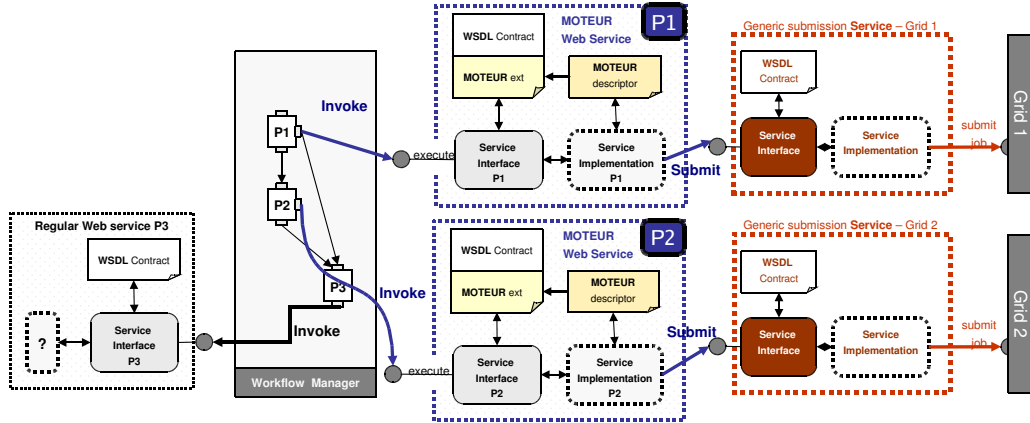 MOTEUR
Web Service
P1
WSDL Contract
MOTEUR ext
MOTEUR
descriptor
execute
Service
Interface
P1
Service
Implementation
P1
Submit
Generic submission Service – Grid 1
WSDL
Contract
Service
Interface
Service
Implementation
submit
job
Grid 1
Invoke
P1
P2
P3
Invoke
Invoke
Workflow Manager
Regular Web service P3
WSDL Contract
?
Service
Interface
P3
MOTEUR
Web Service
P2
WSDL Contract
MOTEUR ext
MOTEUR
descriptor
execute
Service
Interface
P2
Service
Implementation
P2
Submit
Generic submission Service – Grid 2
WSDL
Contract
Service
Interface
Service
Implementation
submit
job
Grid 2